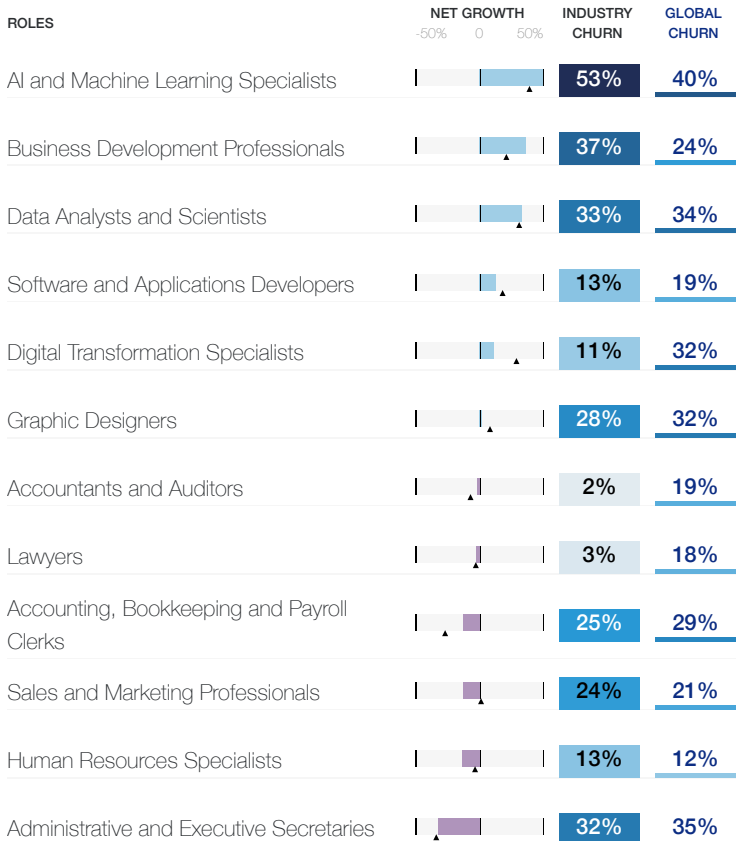 ROLES
NET GROWTH
-50% 0 50%
INDUSTRY
CHURN
GLOBAL
CHURN
AI and Machine Learning Specialists 53% 40%
Business Development Professionals 37% 24%
Data Analysts and Scientists 33% 34%
Software and Applications Developers 13% 19%
Digital Transformation Specialists 11% 32%
Graphic Designers 28% 32%
Accountants and Auditors 2% 19%
Lawyers 3% 18%
Accounting, Bookkeeping and Payroll
Clerks 25% 29%
Sales and Marketing Professionals 24% 21%
Human Resources Specialists 13% 12%
Administrative and Executive Secretaries 32% 35%